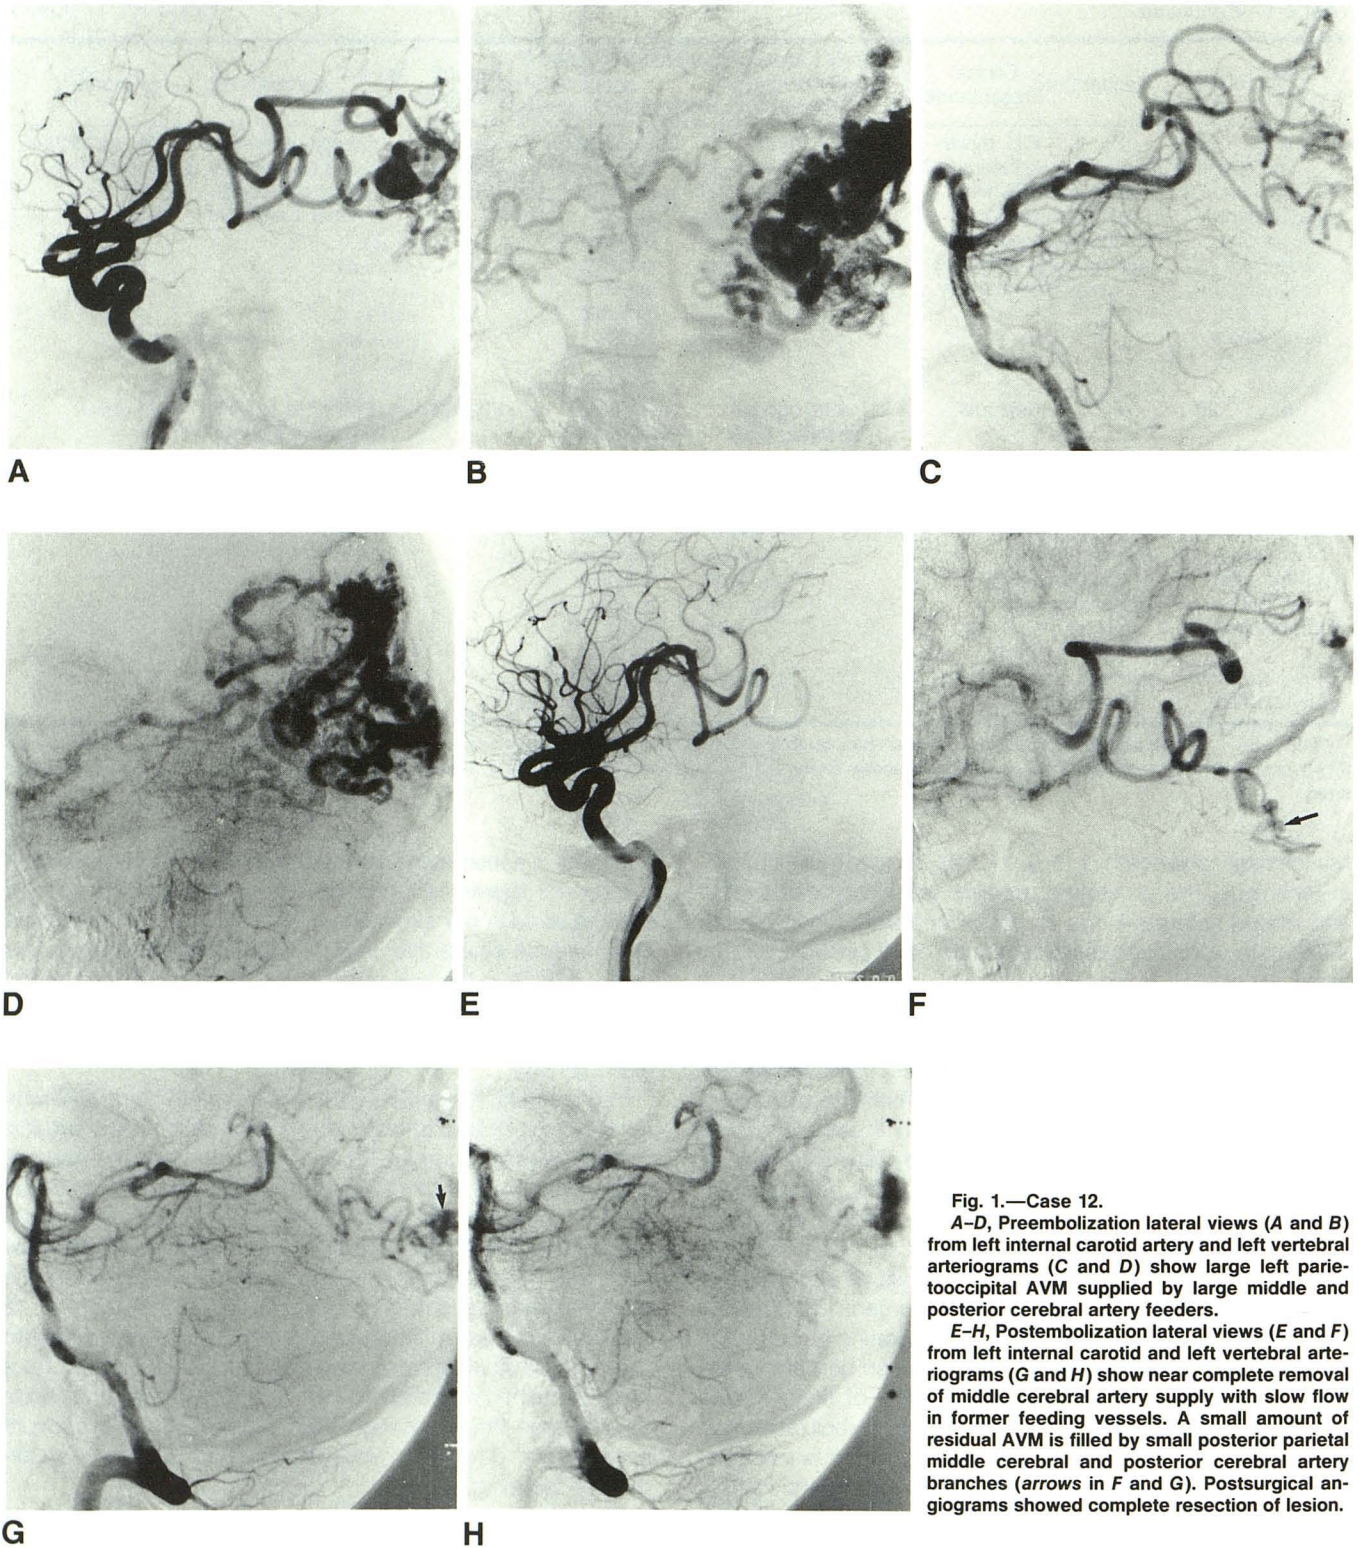 A
B
C
D
E
F
G
H
Fig. 1.—Case 12.
A–D, Preembolization lateral views (A and B)
from left internal carotid artery and left vertebral
arteriograms (C and D) show large left parie-
tooccipital AVM supplied by large middle and
posterior cerebral artery feeders.
E–H, Postembolization lateral views (E and F)
from left internal carotid and left vertebral arte-
riograms (G and H) show near complete removal
of middle cerebral artery supply with slow flow
in former feeding vessels. A small amount of
residual AVM is filled by small posterior parietal
middle cerebral and posterior cerebral artery
branches (arrows in F and G). Postsurgical an-
giograms showed complete resection of lesion.